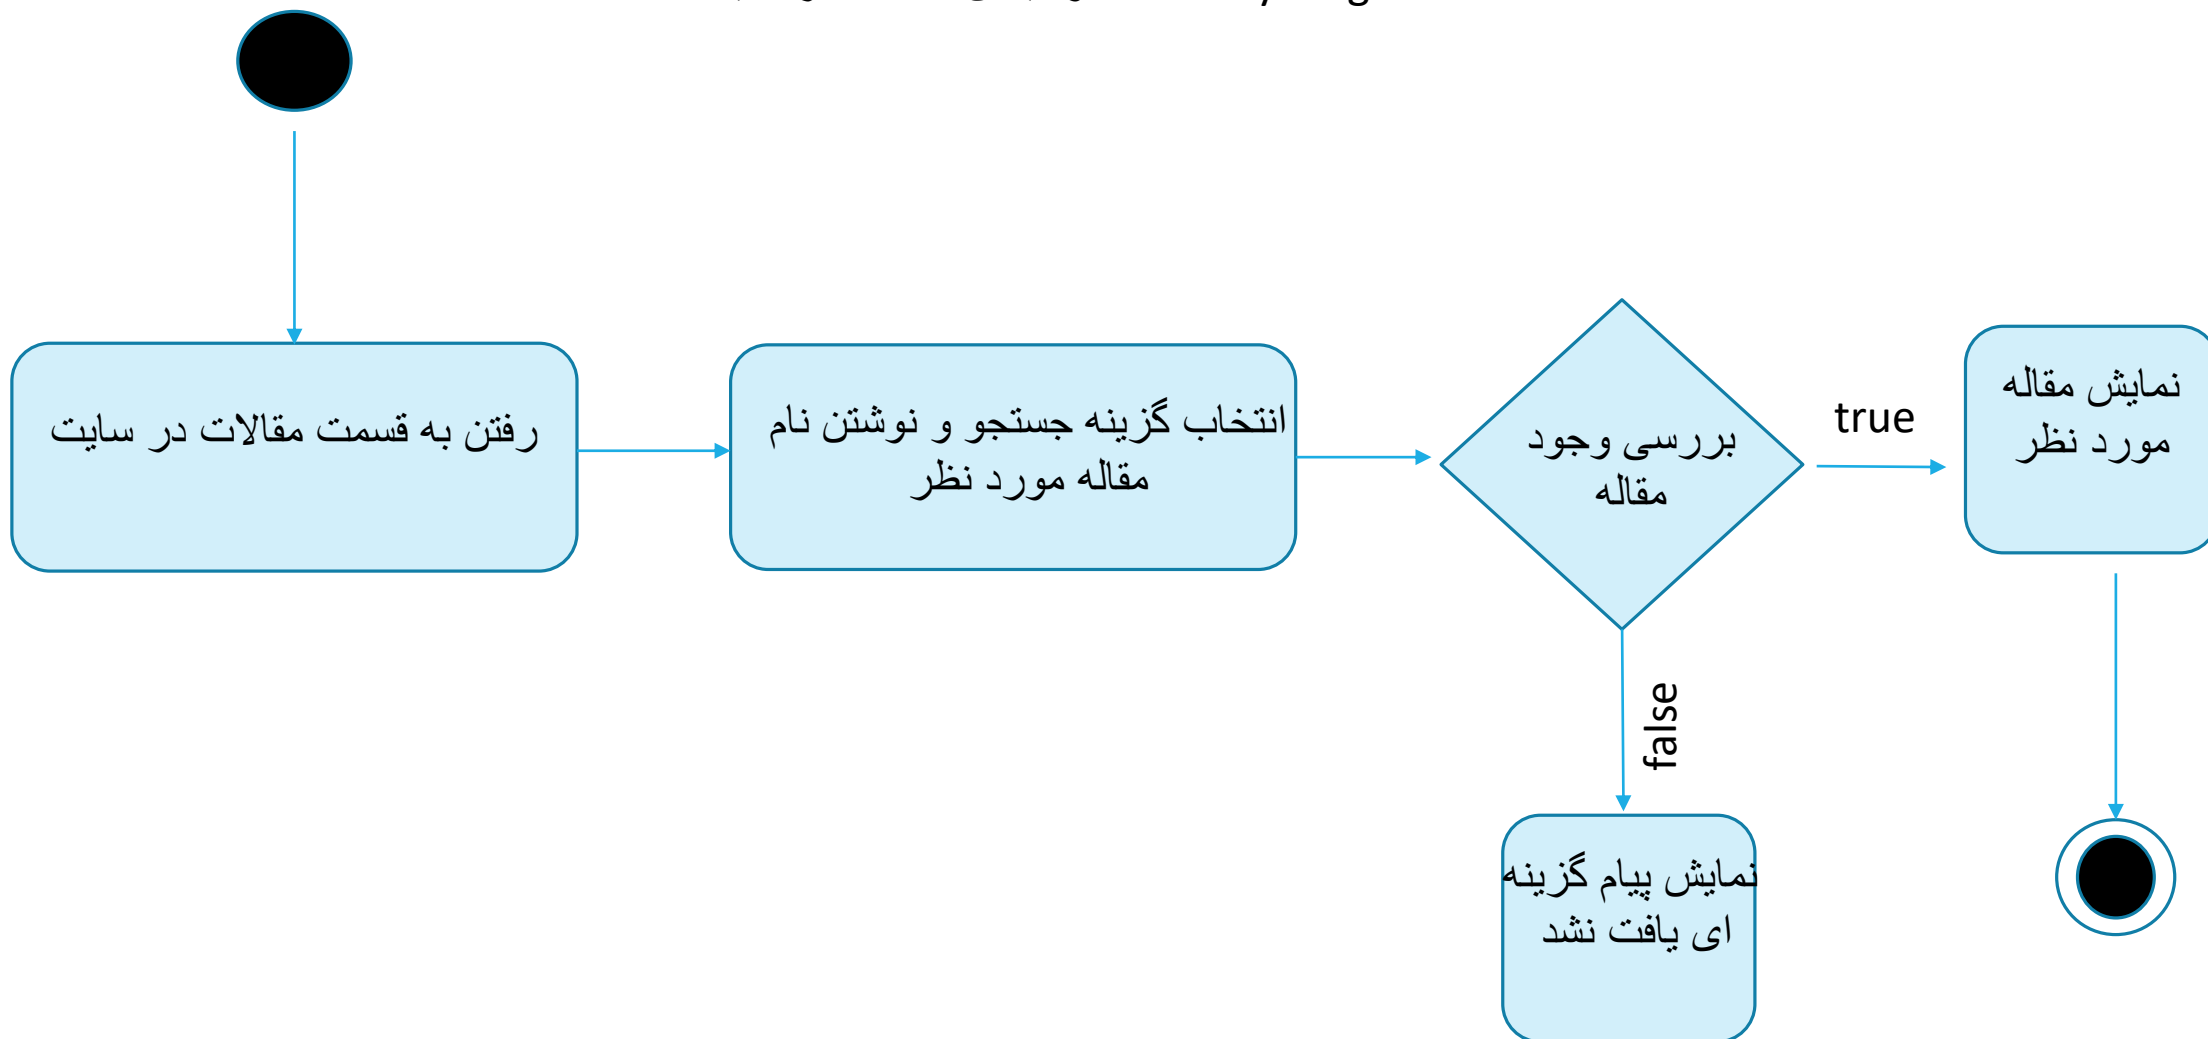 رفتن به قسمت مقالات در سایت
انتخاب گزینه جستجو و نوشتن نام
مقاله مورد نظر
بررسی وجود
مقاله
true
نمایش مقاله
مورد نظر
false
نمایش پیام گزینه
ای یافت نشد